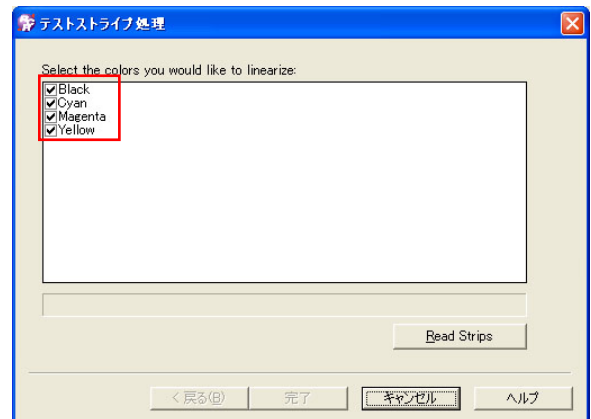 テストストライプ処理
Select the colors you would like to linearize:
Black
Cyan
Magenta
Yellow
Read Strips
< 戻る(B)
完了
キャンセル
ヘルプ